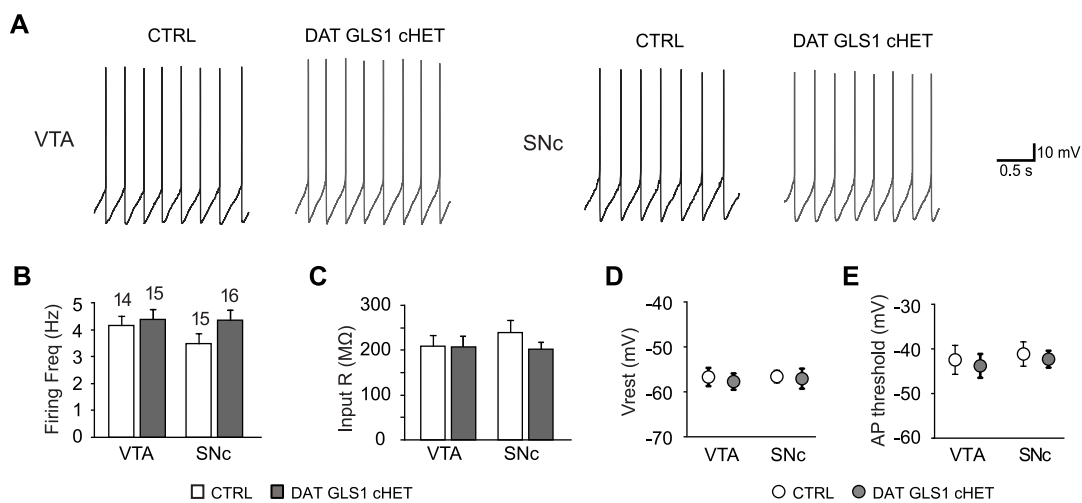 A
CTRL DAT GLS1 cHET CTRL DAT GLS1 cHET
VTA SNc
10 mV
0.5 s
B C D E
14 15 15 16
Firing Freq (Hz)
5
4
3
2
1
0
VTA SNc
Input R (MΩ)
300
200
100
0
VTA SNc
Vrest (mV)
-40
-50
-60
-70
VTA SNc
AP threshold (mV)
-30
-40
-50
-60
VTA SNc
CTRL DAT GLS1 cHET CTRL DAT GLS1 cHET